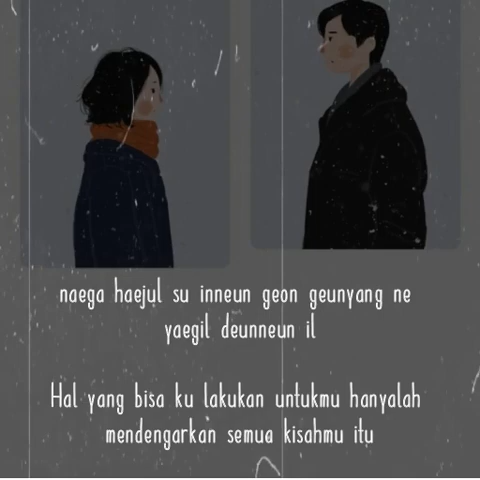 naega haejul su inneun geon geunyang ne
yaegil deunneun il
Hal yang bisa ku lakukan untukmu hanyalah
mendengarkan semua kisahmu itu